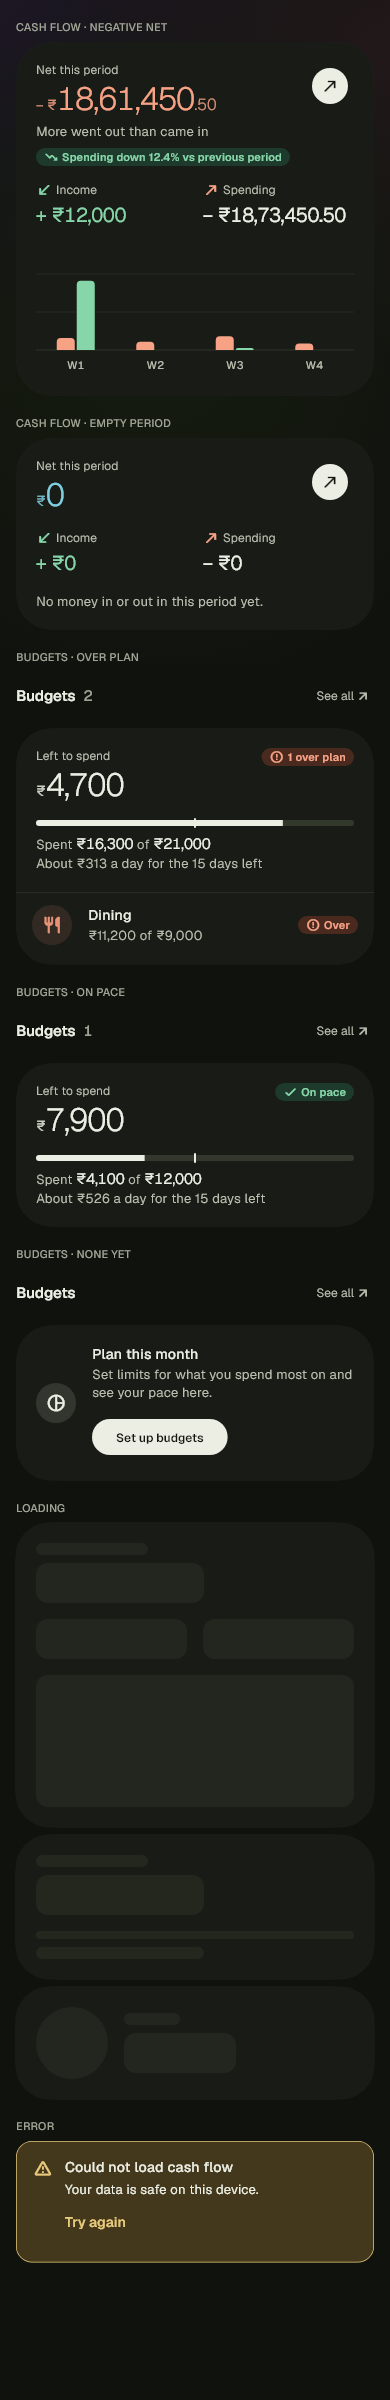 CASH FLOW · NEGATIVE NET
Net this period
− ₹18,61,450.50
More went out than came in
Spending down 12.4% vs previous period
Income
+ ₹12,000
Spending
− ₹18,73,450.50
W1 W2 W3 W4
CASH FLOW · EMPTY PERIOD
Net this period
₹0
Income
+ ₹0
Spending
− ₹0
No money in or out in this period yet.
BUDGETS · OVER PLAN
Budgets 2
See all
Left to spend
1 over plan
₹4,700
Spent ₹16,300 of ₹21,000
About ₹313 a day for the 15 days left
Dining
₹11,200 of ₹9,000
Over
BUDGETS · ON PACE
Budgets 1
See all
Left to spend
On pace
₹7,900
Spent ₹4,100 of ₹12,000
About ₹526 a day for the 15 days left
BUDGETS · NONE YET
Budgets
See all
Plan this month
Set limits for what you spend most on and
see your pace here.
Set up budgets
LOADING
ERROR
Could not load cash flow
Your data is safe on this device.
Try again